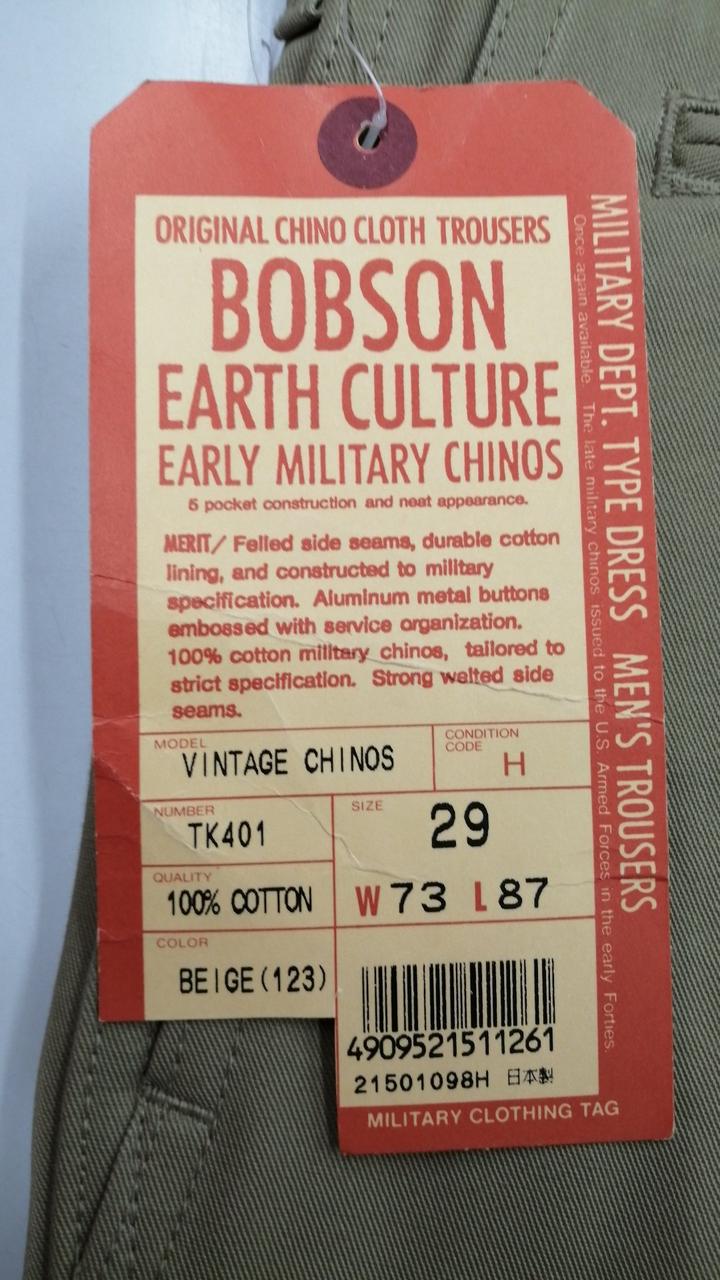 ORIGINAL CHINO CLOTH TROUSERS
BOBSON
EARTH CULTURE
EARLY MILITARY CHINOS
5 pocket construction and neat appearance.
MERIT/ Felled side seams, durable cotton
lining, and constructed to military
specification. Aluminum metal buttons
embossed with service organization.
100% cotton military chinos, tailored to
strict specification. Strong welted side
seams.
MODEL
VINTAGE CHINOS
CONDITION
CODE
H
NUMBER
TK401
SIZE
29
W73 L87
QUALITY
100% COTTON
COLOR
BEIGE(123)
4909521511261
21501098H 日本製
MILITARY CLOTHING TAG
MILITARY DEPT. TYPE DRESS MEN'S TROUSERS
Once again available. The late military chinos issued to the U.S. Armed Forces in the early Forties.